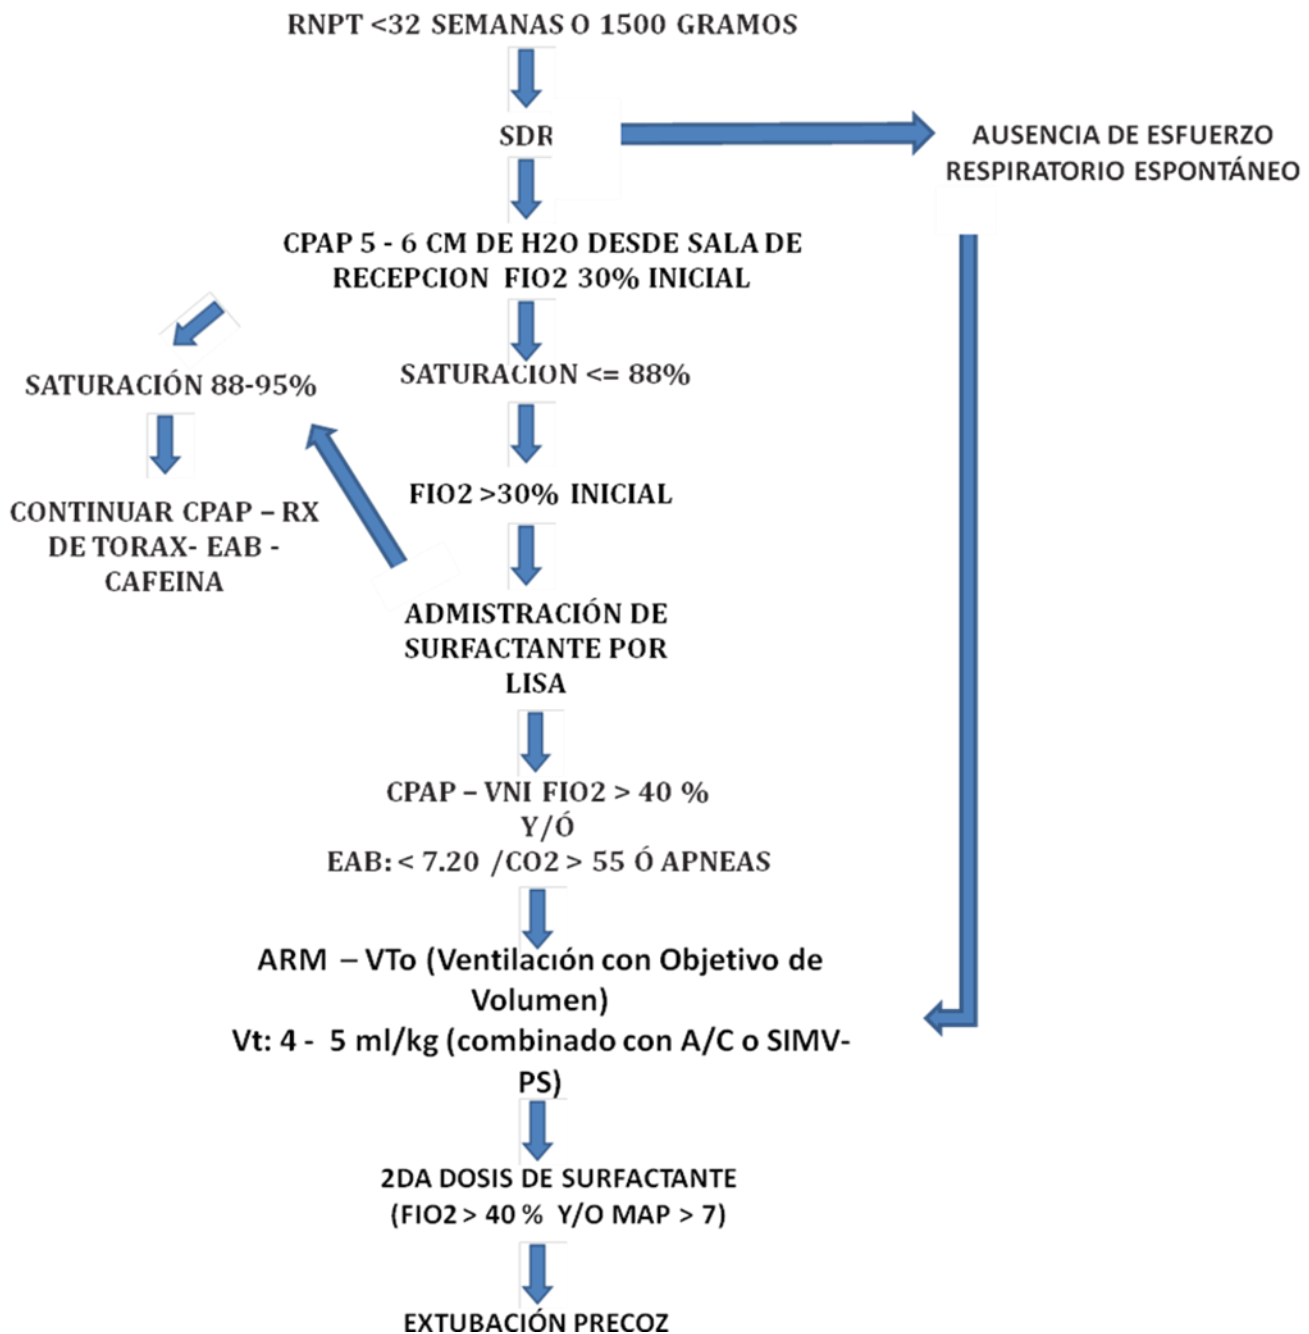 RNPT <32 SEMANAS O 1500 GRAMOS
SDR
AUSENCIA DE ESFUERZO
RESPIRATORIO ESPONTÁNEO
CPAP 5 - 6 CM DE H2O DESDE SALA DE
RECEPCION FIO2 30% INICIAL
SATURACIÓN 88-95%
SATURACION <= 88%
CONTINUAR CPAP – RX
DE TORAX- EAB -
CAFEINA
FIO2 >30% INICIAL
ADMISTRACIÓN DE
SURFACTANTE POR
LISA
CPAP – VNI FIO2 > 40 %
Y/Ó
EAB: < 7.20 /CO2 > 55 Ó APNEAS
ARM – VTo (Ventilación con Objetivo de
Volumen)
Vt: 4 - 5 ml/kg (combinado con A/C o SIMV-
PS)
2DA DOSIS DE SURFACTANTE
(FIO2 > 40 % Y/O MAP > 7)
EXTUBACIÓN PRECOZ